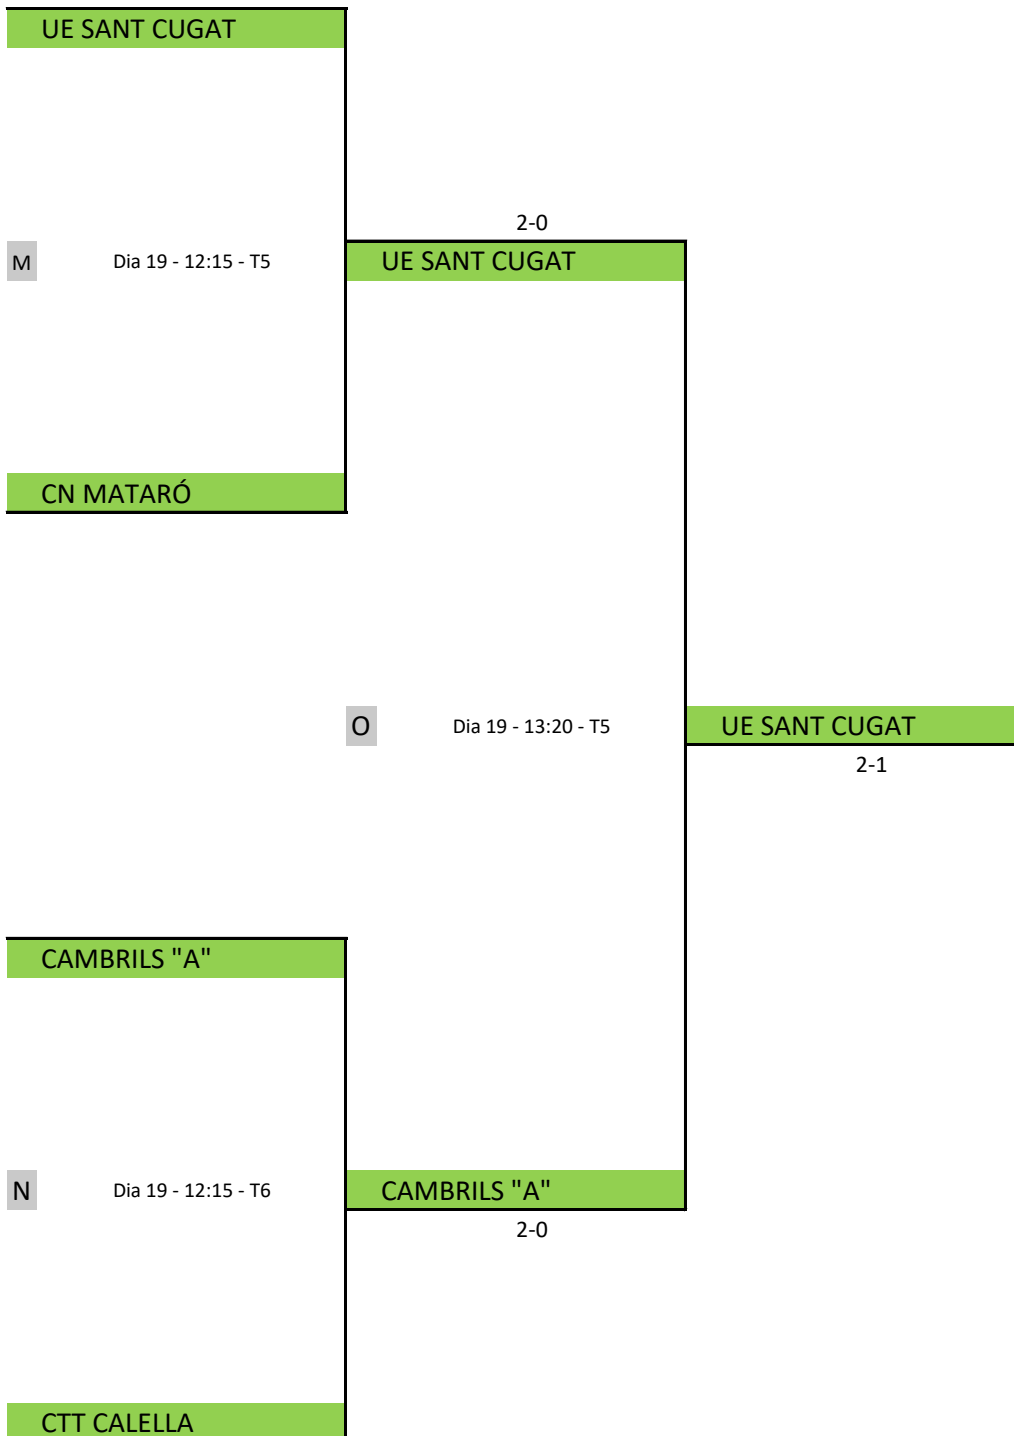 UE SANT CUGAT
2-0
M Dia 19 - 12:15 - T5 UE SANT CUGAT
CN MATARÓ
O Dia 19 - 13:20 - T5 UE SANT CUGAT
2-1
CAMBRILS "A"
N Dia 19 - 12:15 - T6 CAMBRILS "A"
2-0
CTT CALELLA